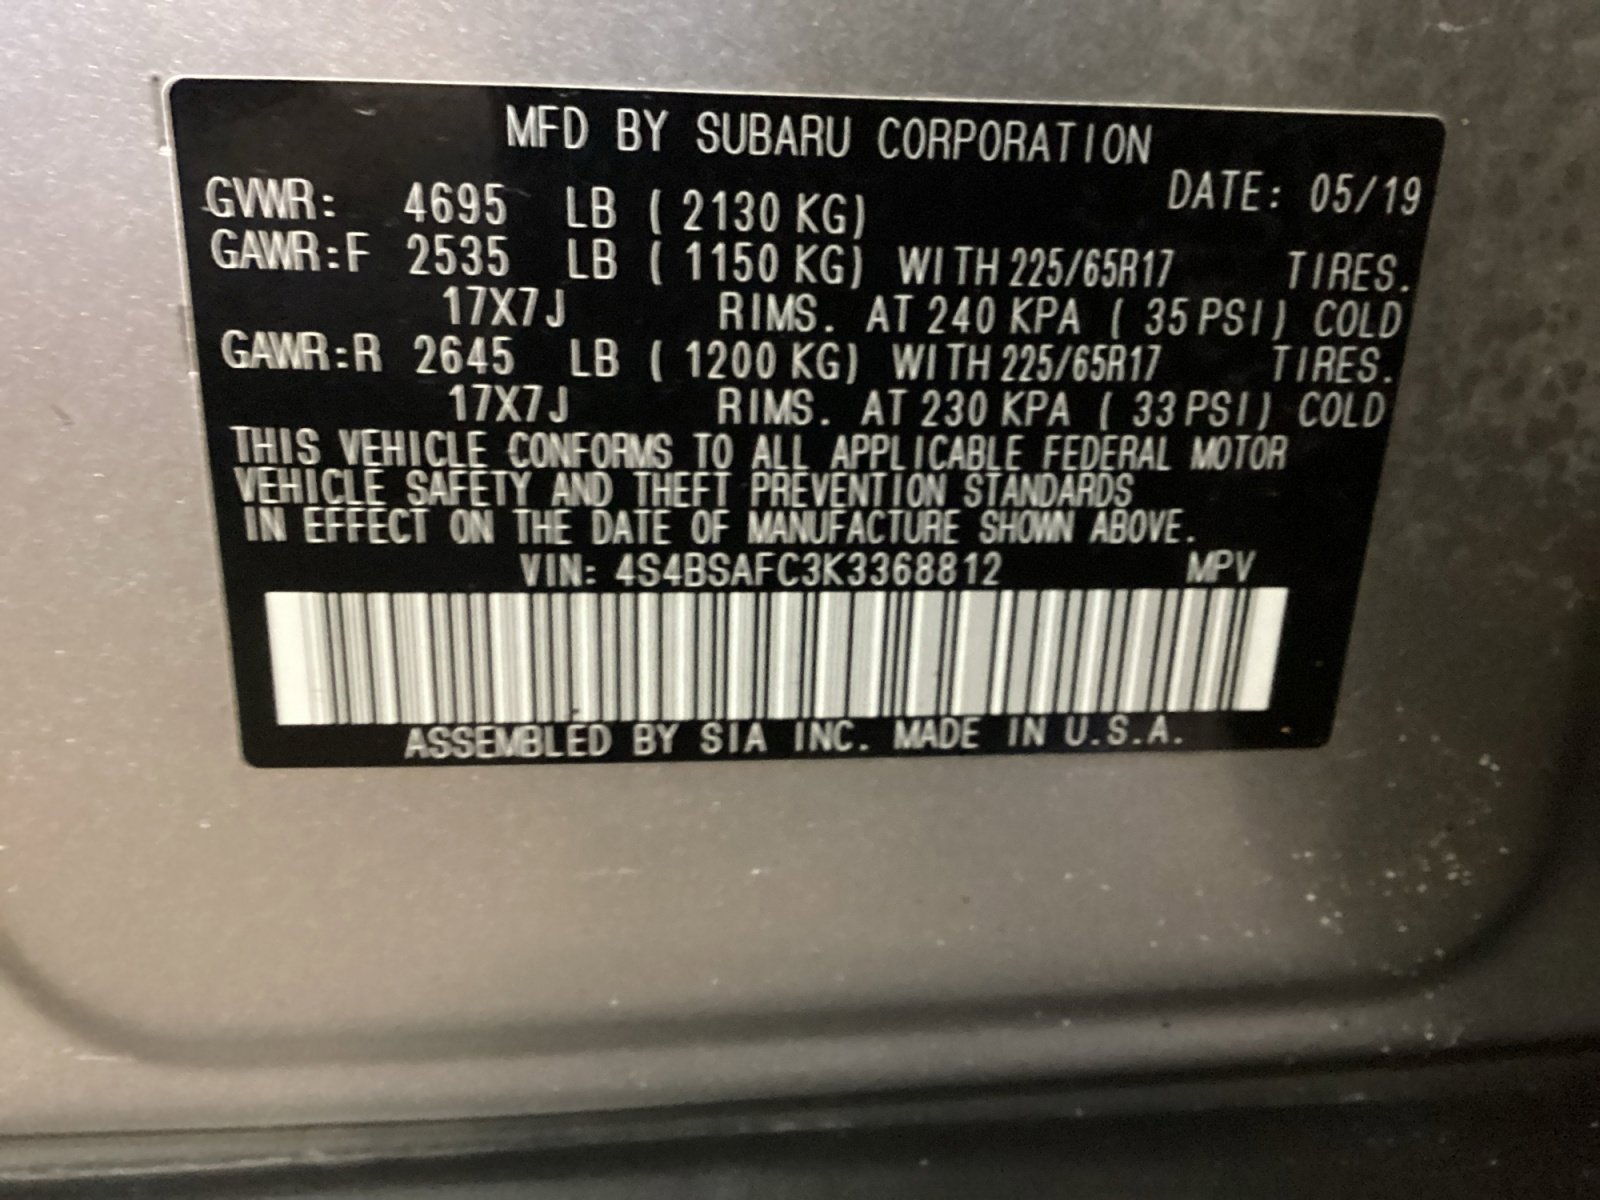 MFD BY SUBARU CORPORATION
DATE: 05/19
GVWR: 4695 LB ( 2130 KG)
GAWR:F 2535 LB ( 1150 KG) WITH 225/65R17 TIRES.
17X7J RIMS. AT 240 KPA ( 35 PSI) COLD
GAWR:R 2645 LB ( 1200 KG) WITH 225/65R17 TIRES.
17X7J RIMS. AT 230 KPA ( 33 PSI) COLD
THIS VEHICLE CONFORMS TO ALL APPLICABLE FEDERAL MOTOR
VEHICLE SAFETY AND THEFT PREVENTION STANDARDS
IN EFFECT ON THE DATE OF MANUFACTURE SHOWN ABOVE.
VIN: 4S4BSAFC3K3368812 MPV
ASSEMBLED BY SIA INC. MADE IN U.S.A.